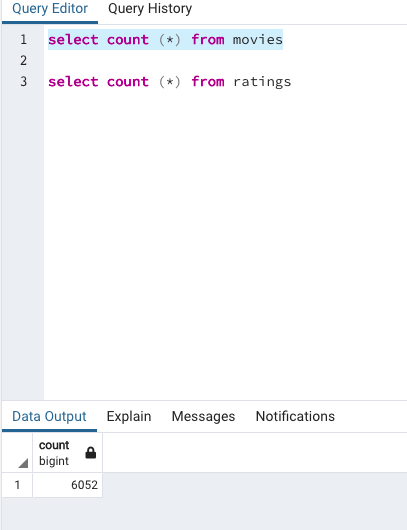 Query Editor Query History
1 select count (*) from movies
2
3 select count (*) from ratings
Data Output Explain Messages Notifications
count
bigint
1 6052